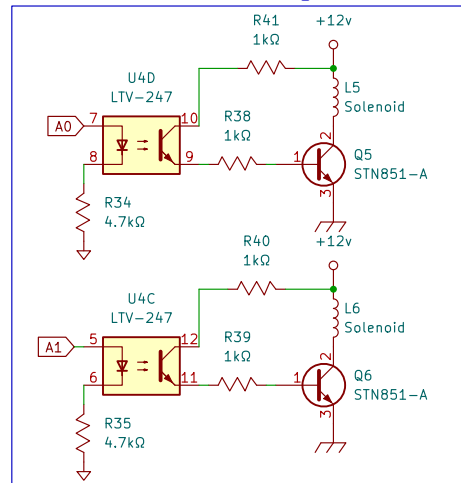 R41
1kΩ
+12v
U4D
LTV-247
L5
Solenoid
A0
7
10
R38
1kΩ
2
8
9
1
Q5
STN851-A
3
R34
4.7kΩ
R40
1kΩ
+12v
U4C
LTV-247
L6
Solenoid
A1
5
12
R39
1kΩ
2
6
11
1
Q6
STN851-A
3
R35
4.7kΩ